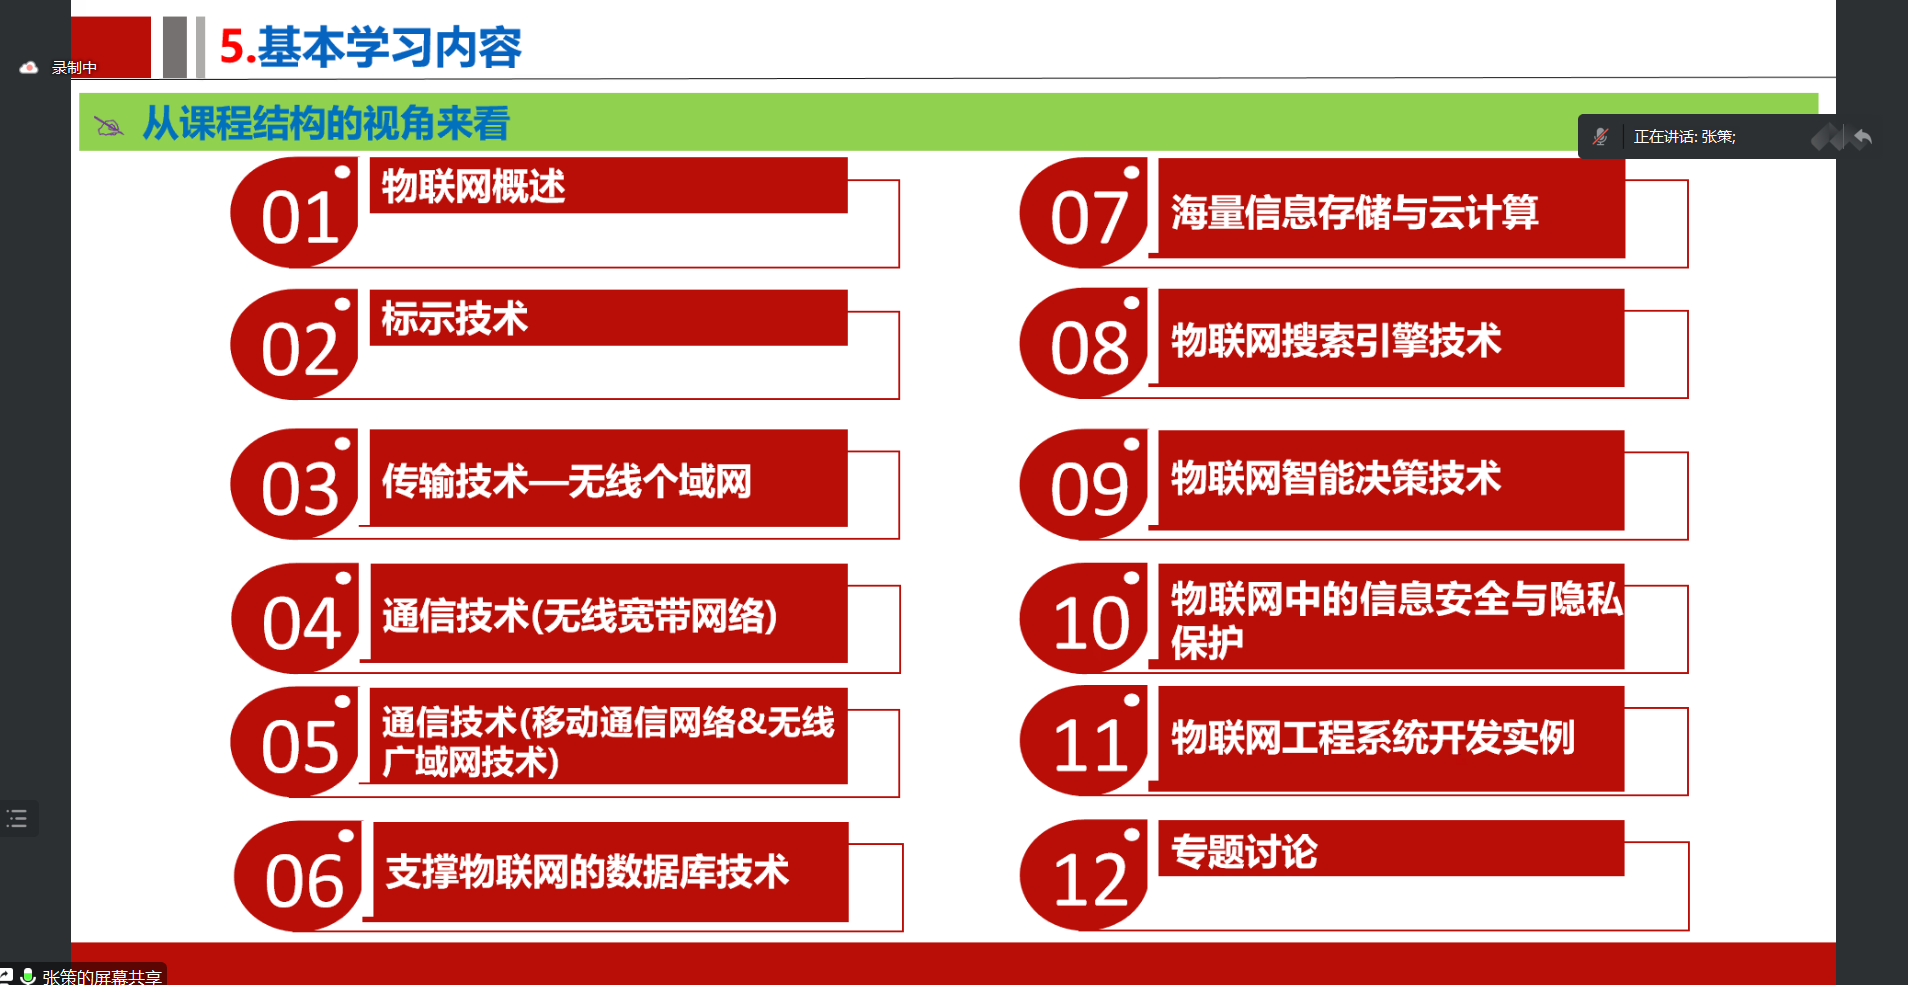 5.基本学习内容
录制中
从课程结构的视角来看
正在讲话: 张策;
01
物联网概述
02
标示技术
03
传输技术—无线个域网
04
通信技术(无线宽带网络)
05
通信技术(移动通信网络&无线
广域网技术)
06
支撑物联网的数据库技术
07
海量信息存储与云计算
08
物联网搜索引擎技术
09
物联网智能决策技术
10
物联网中的信息安全与隐私
保护
11
物联网工程系统开发实例
12
专题讨论
张策的屏幕共享